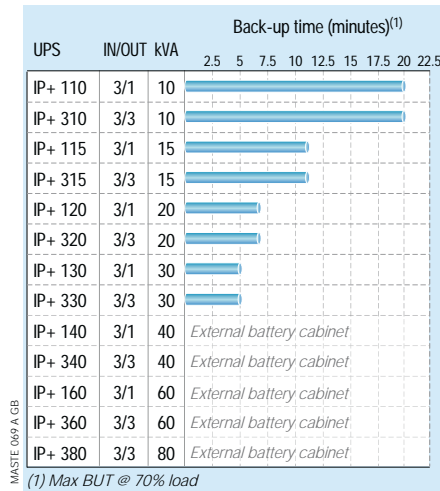 Back-up time (minutes)(1)
UPS IN/OUT kVA
2.5 5 7.5 10 12.5 15 17.5 20 22.5
IP+ 110 3/1 10
IP+ 310 3/3 10
IP+ 115 3/1 15
IP+ 315 3/3 15
IP+ 120 3/1 20
IP+ 320 3/3 20
IP+ 130 3/1 30
IP+ 330 3/3 30
IP+ 140 3/1 40 External battery cabinet
IP+ 340 3/3 40 External battery cabinet
IP+ 160 3/1 60 External battery cabinet
IP+ 360 3/3 60 External battery cabinet
IP+ 380 3/3 80 External battery cabinet
(1) Max BUT @ 70% load
MASTE 069 A GB